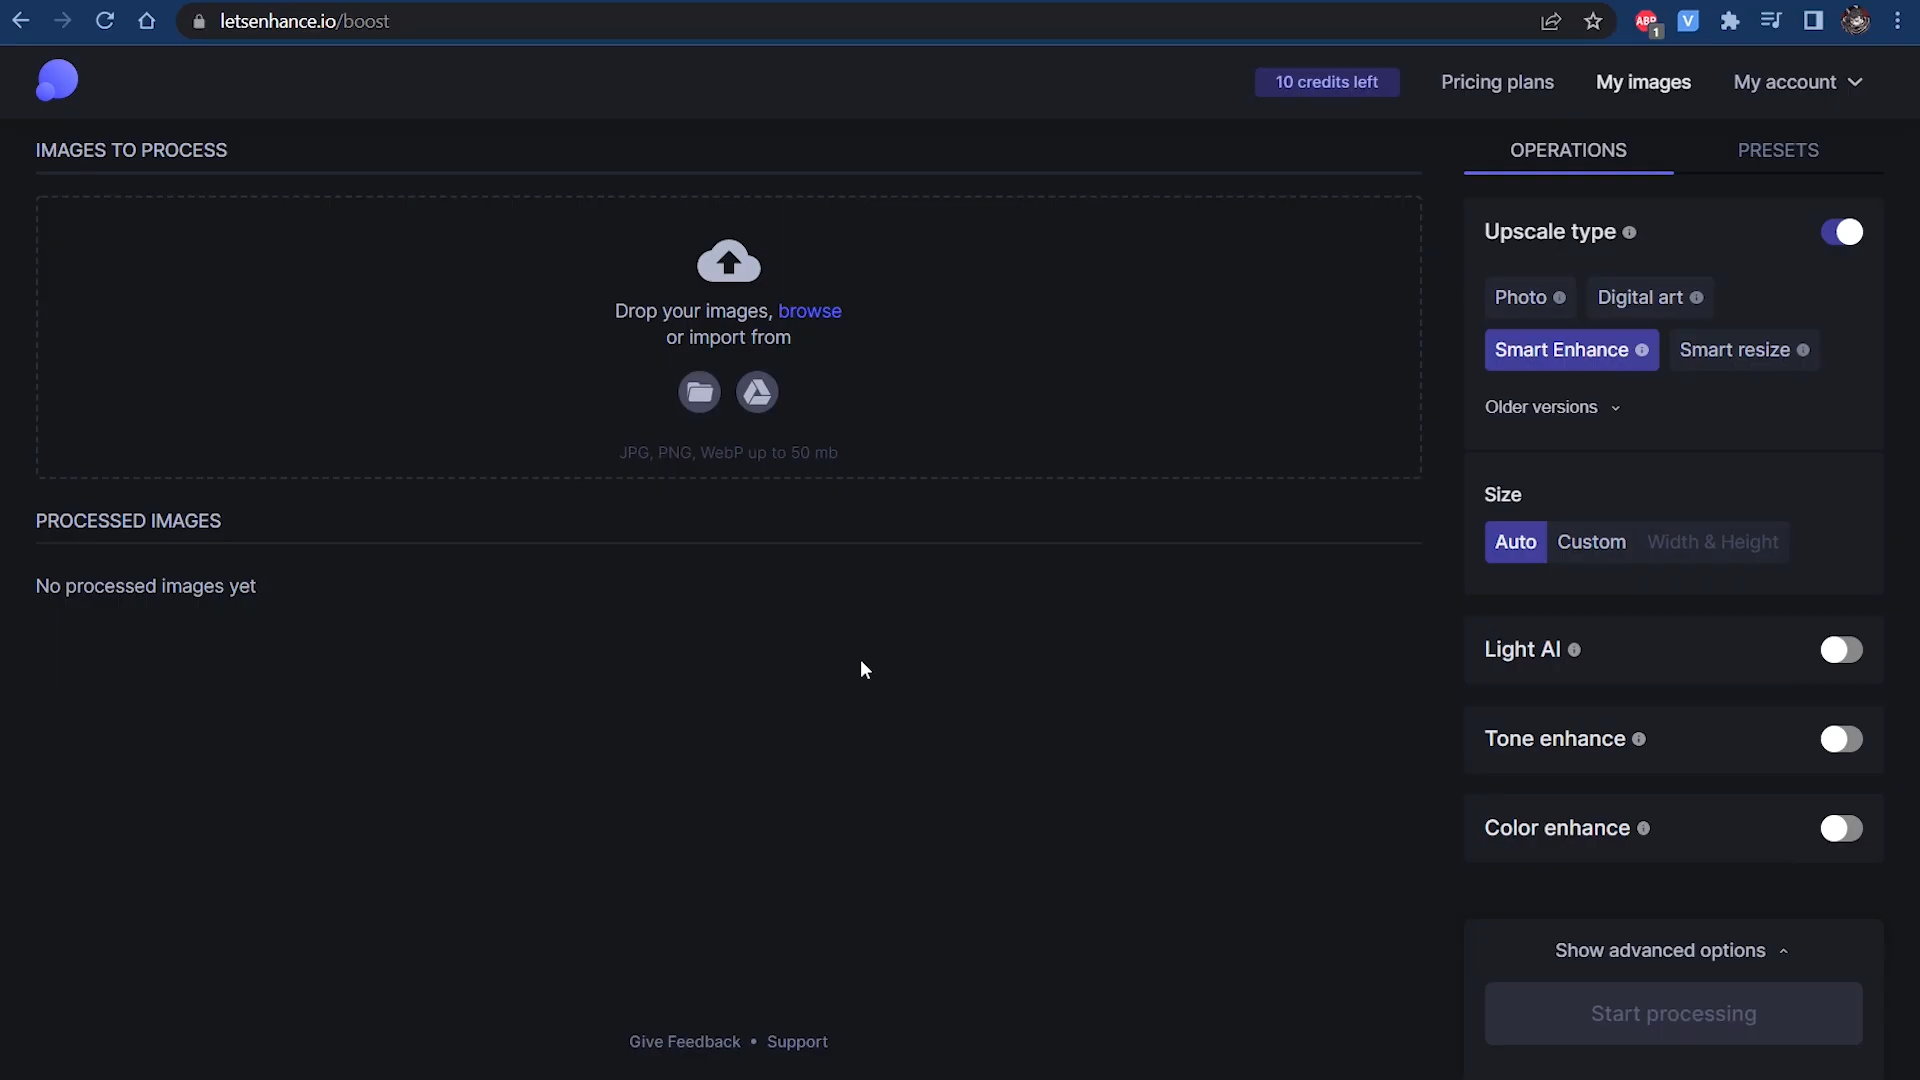 letsenhance.io/boost
ABP
1
V
10 credits left
Pricing plans
My images
My account
IMAGES TO PROCESS
OPERATIONS
PRESETS
Drop your images, browse
or import from
JPG, PNG, WebP up to 50 mb
Upscale type
Photo
Digital art
Smart Enhance
Smart resize
Older versions
PROCESSED IMAGES
No processed images yet
Size
Auto
Custom
Width & Height
Light AI
Tone enhance
Color enhance
Show advanced options
Start processing
Give Feedback • Support